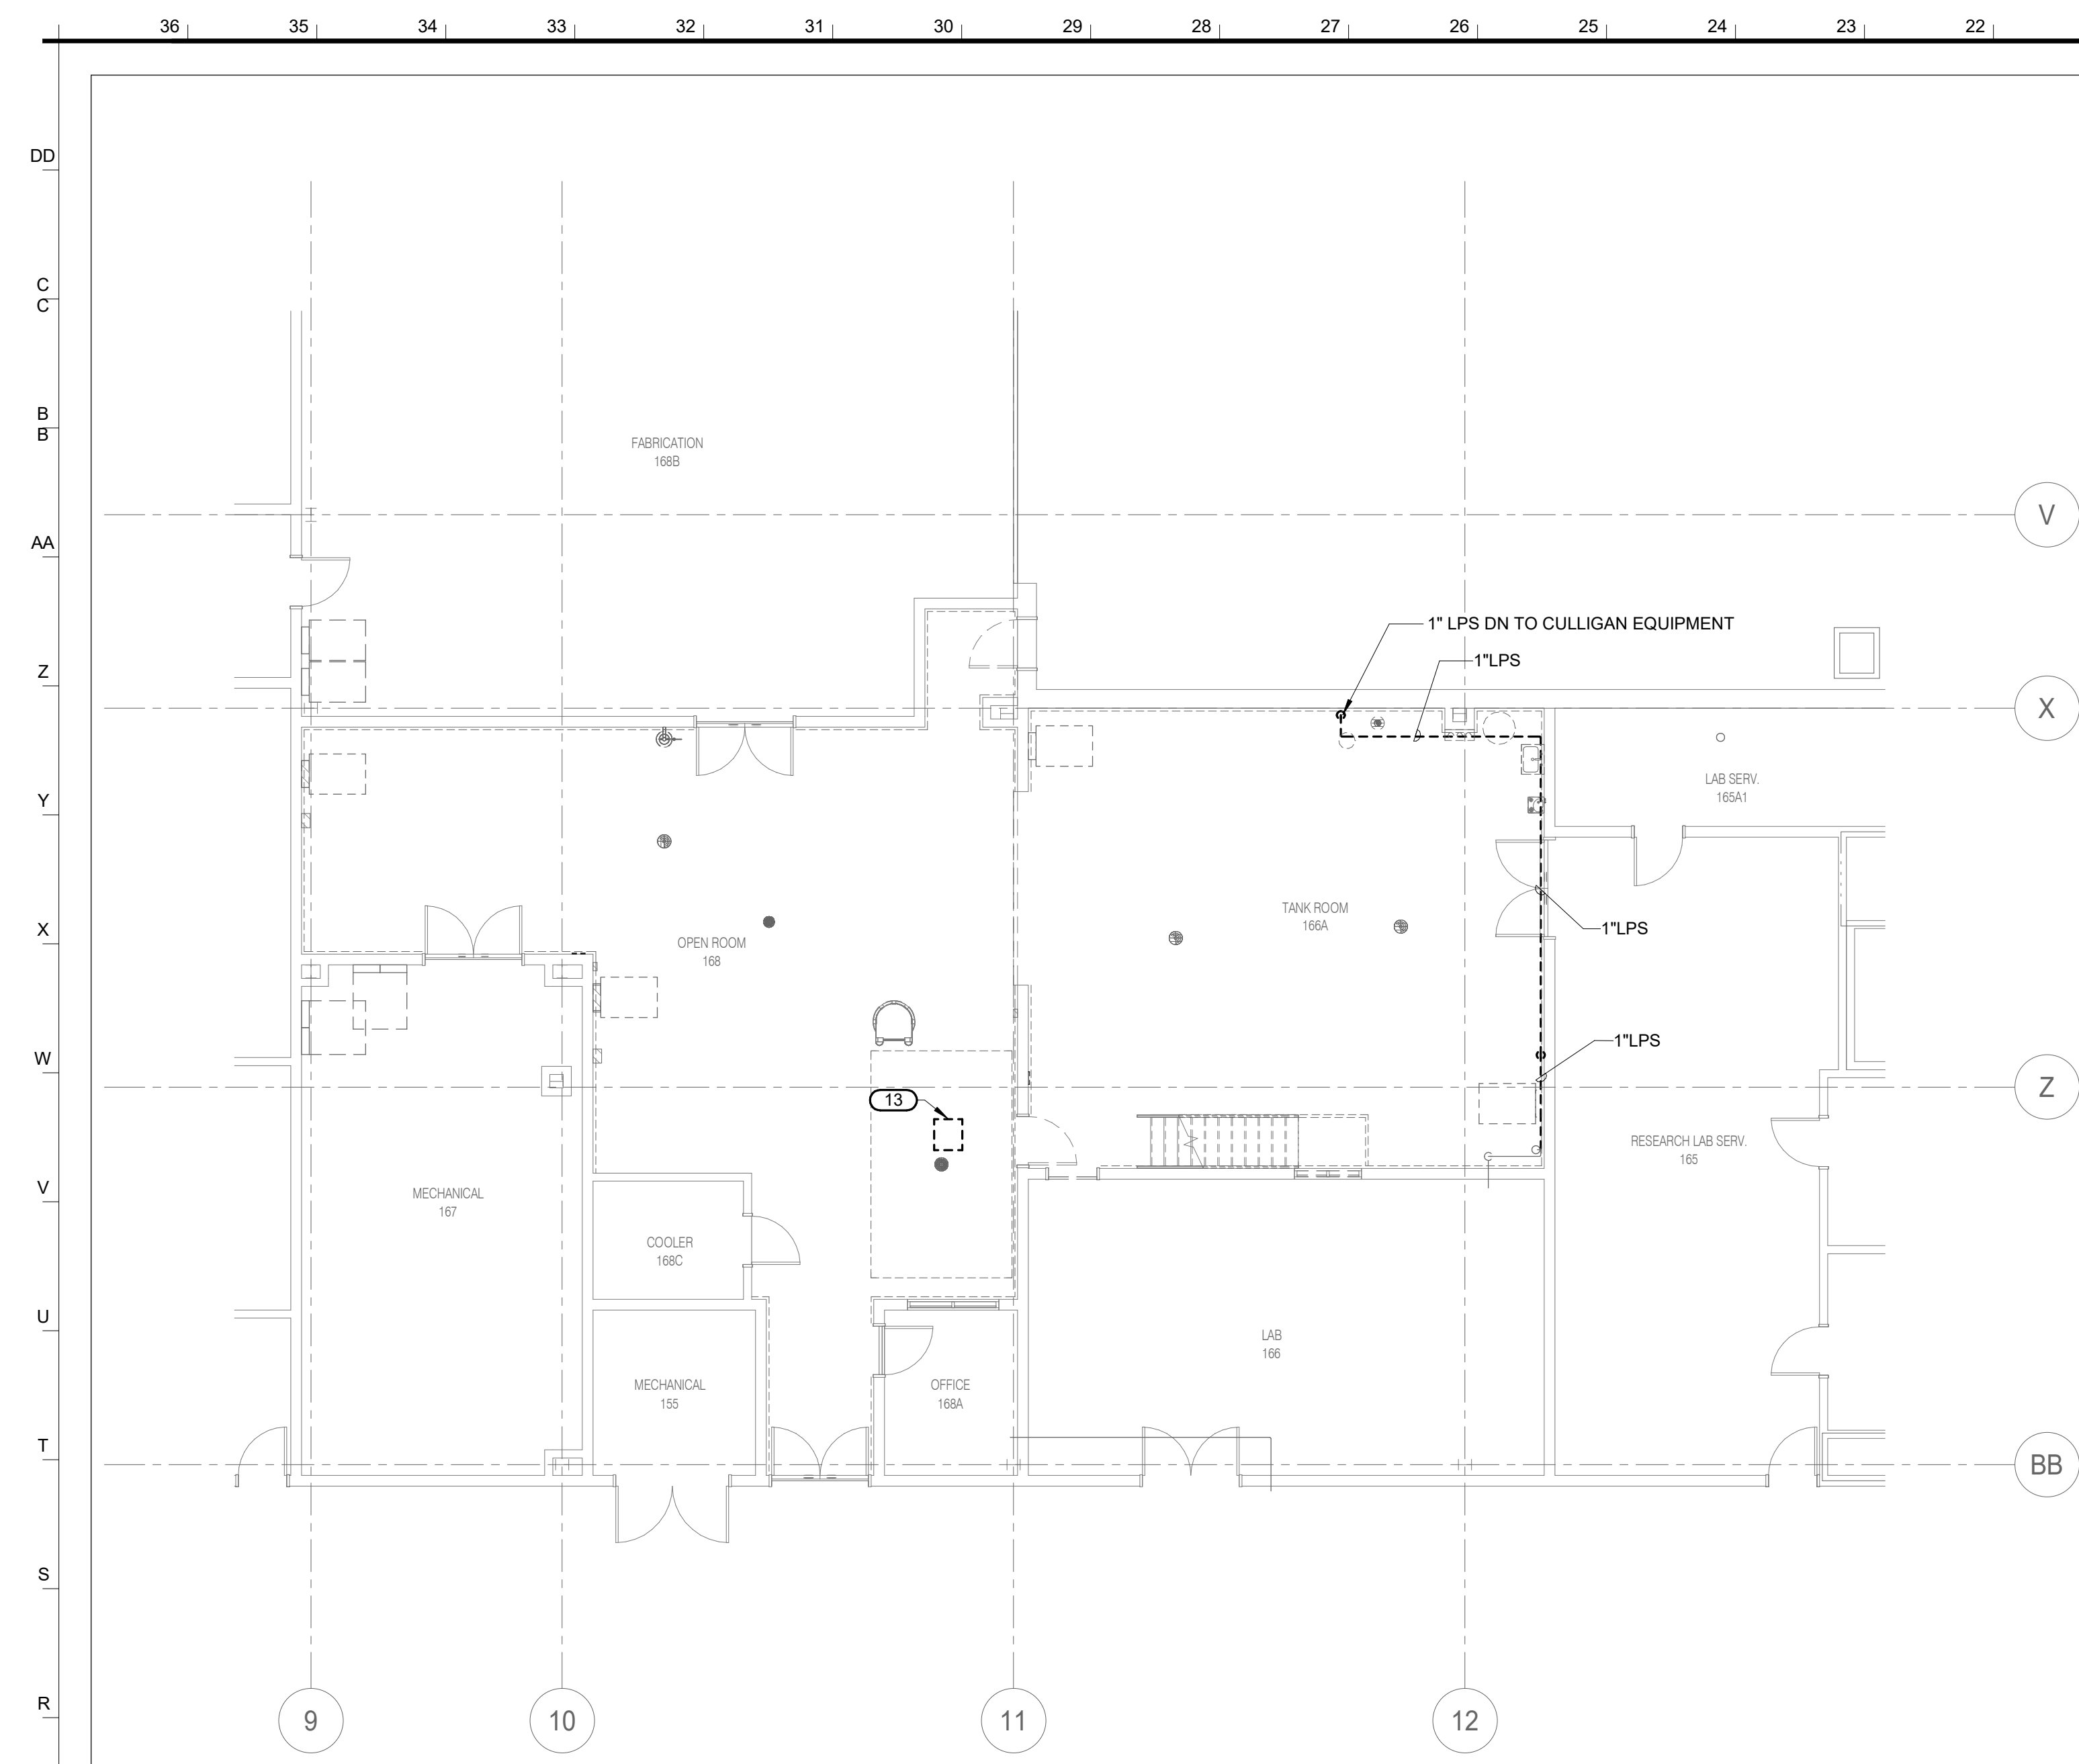 36 35 34 33 32 31 30 29 28 27 26 25 24 23 22
DD
C
C
B
B
FABRICATION
168B
V
AA
1" LPS DN TO CULLIGAN EQUIPMENT
1"LPS
Z
X
LAB SERV.
165A1
Y
TANK ROOM
166A
X
1"LPS
OPEN ROOM
168
1"LPS
W
Z
13
RESEARCH LAB SERV.
165
V
MECHANICAL
167
COOLER
168C
U
LAB
166
MECHANICAL
155
OFFICE
168A
T
BB
S
R
9 10 11 12